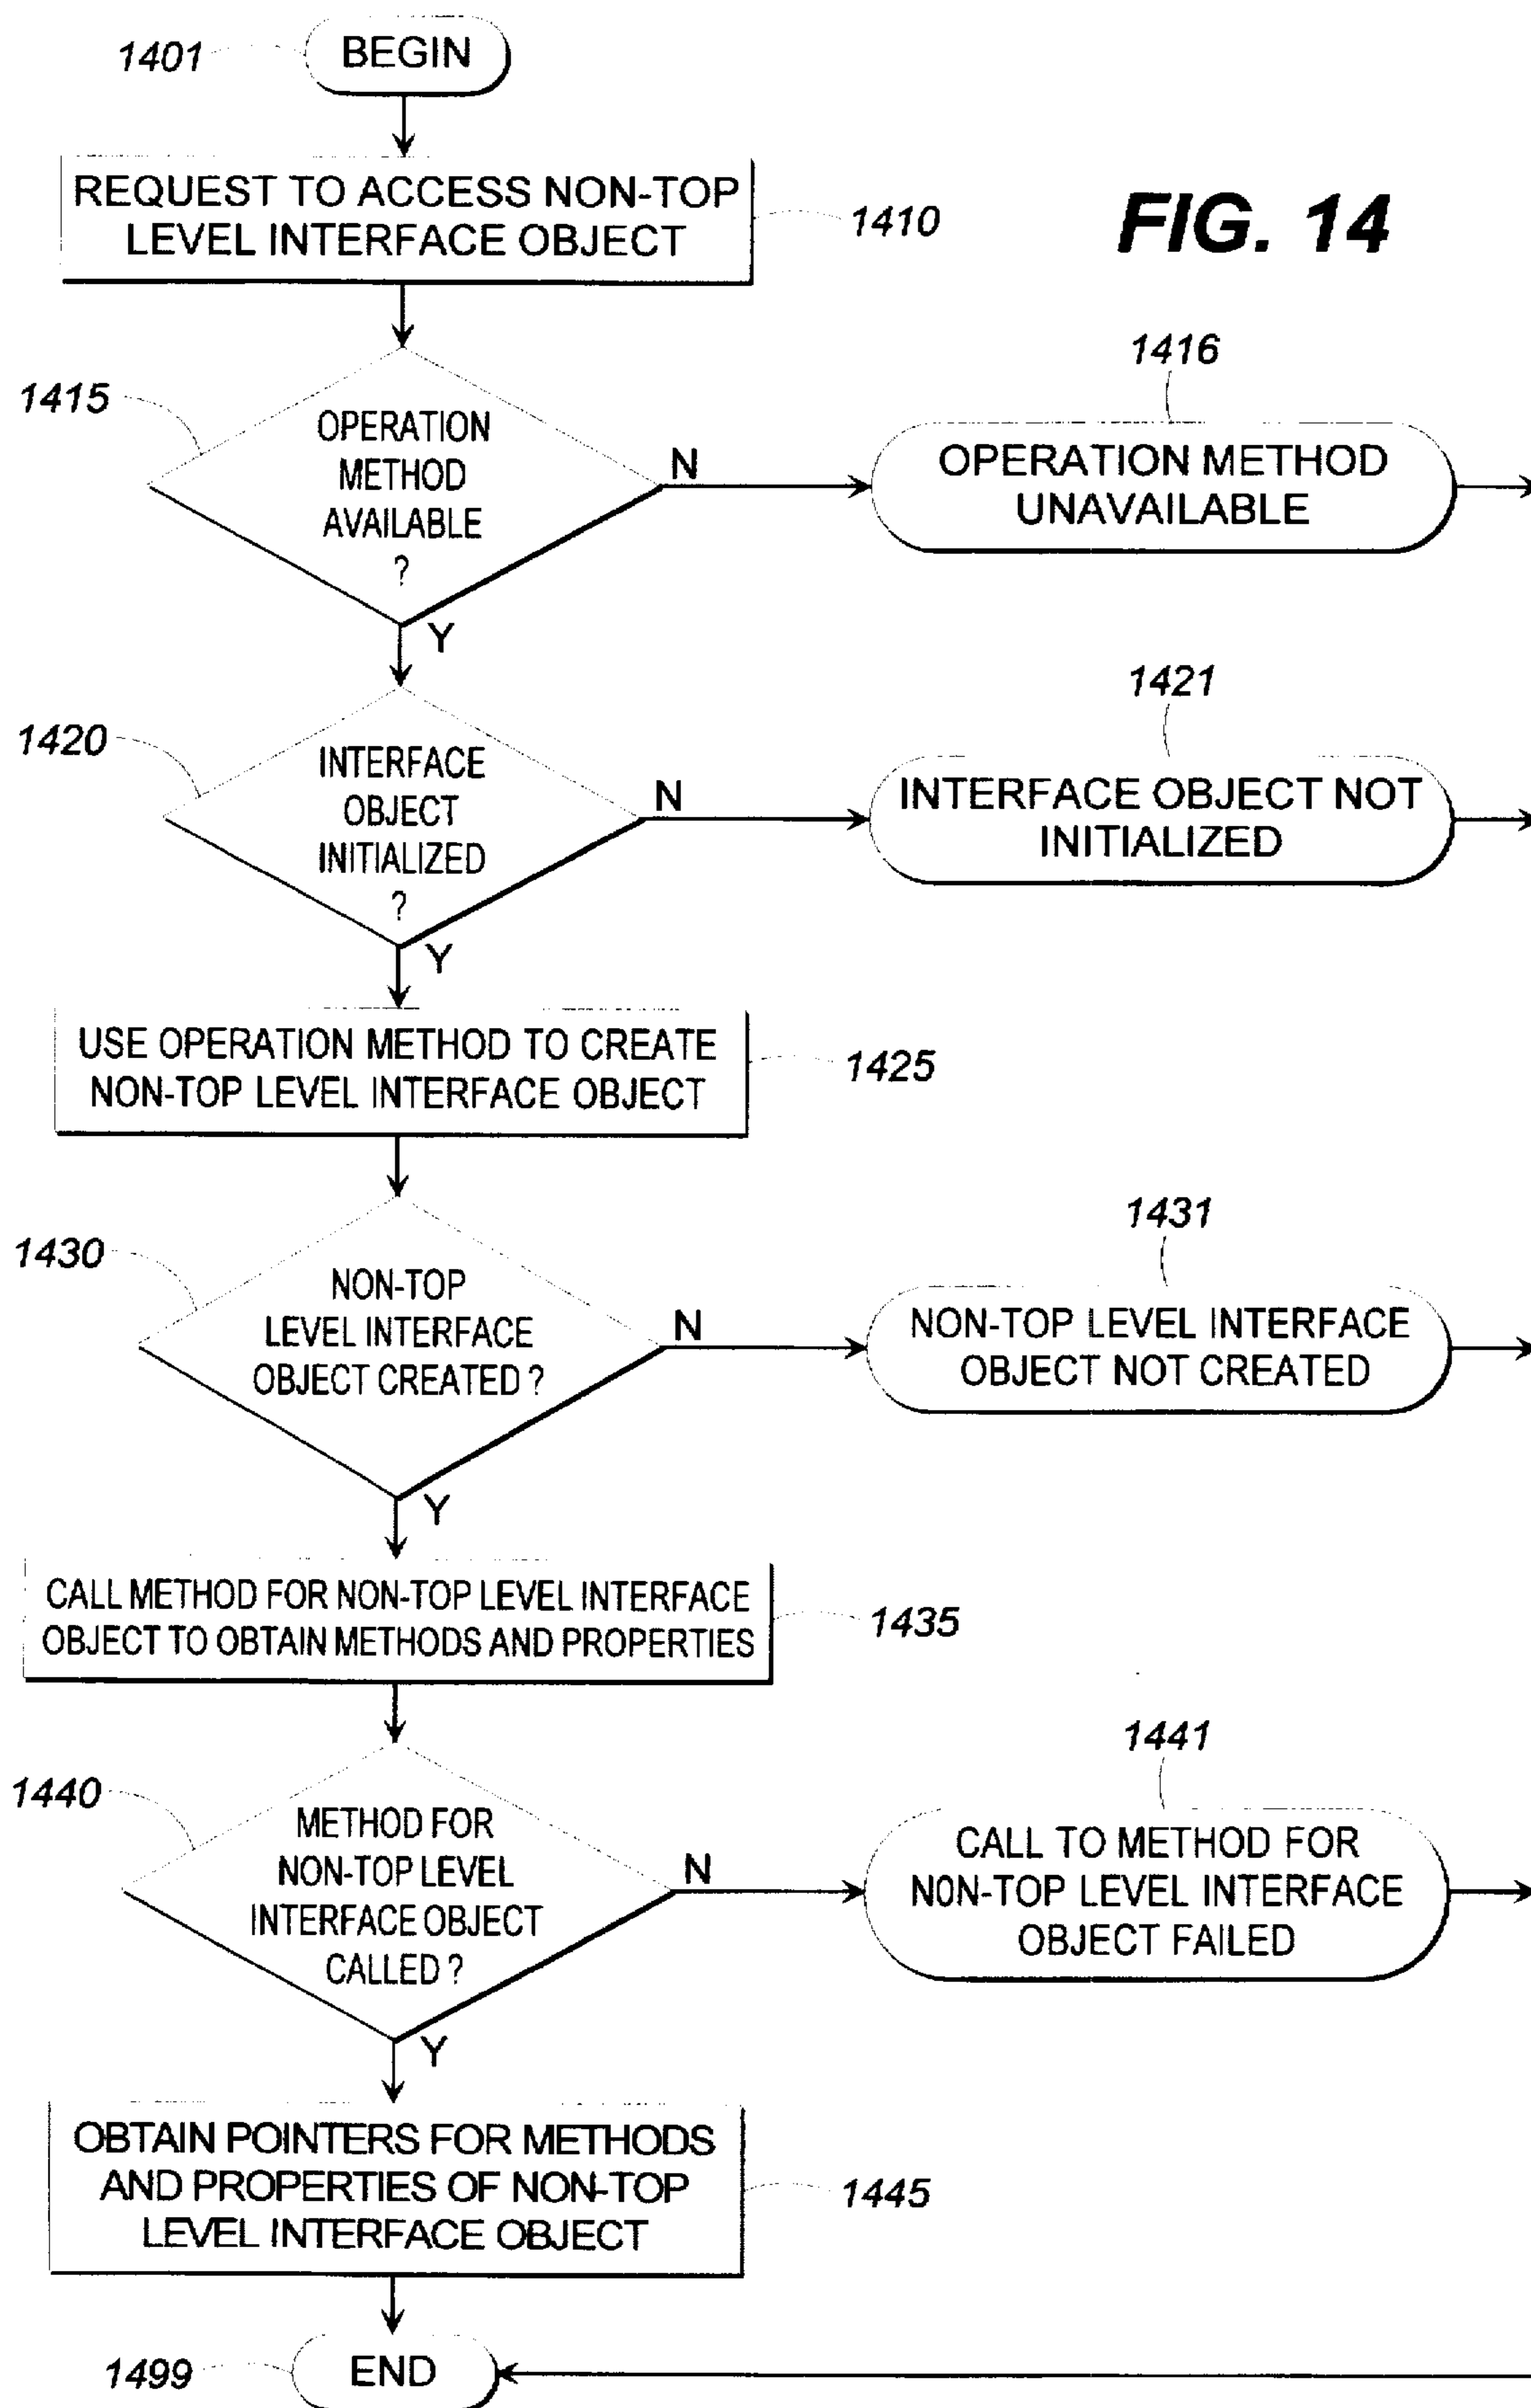 1401
BEGIN
REQUEST TO ACCESS NON-TOP
LEVEL INTERFACE OBJECT
1410
FIG. 14
1415
OPERATION
METHOD
AVAILABLE
?
N
Y
1416
OPERATION METHOD
UNAVAILABLE
1420
INTERFACE
OBJECT
INITIALIZED
?
N
Y
1421
INTERFACE OBJECT NOT
INITIALIZED
USE OPERATION METHOD TO CREATE
NON-TOP LEVEL INTERFACE OBJECT
1425
1430
NON-TOP
LEVEL INTERFACE
OBJECT CREATED ?
N
Y
1431
NON-TOP LEVEL INTERFACE
OBJECT NOT CREATED
CALL METHOD FOR NON-TOP LEVEL INTERFACE
OBJECT TO OBTAIN METHODS AND PROPERTIES
1435
1440
METHOD FOR
NON-TOP LEVEL
INTERFACE OBJECT
CALLED ?
N
Y
1441
CALL TO METHOD FOR
NON-TOP LEVEL INTERFACE
OBJECT FAILED
OBTAIN POINTERS FOR METHODS
AND PROPERTIES OF NON-TOP
LEVEL INTERFACE OBJECT
1445
1499
END